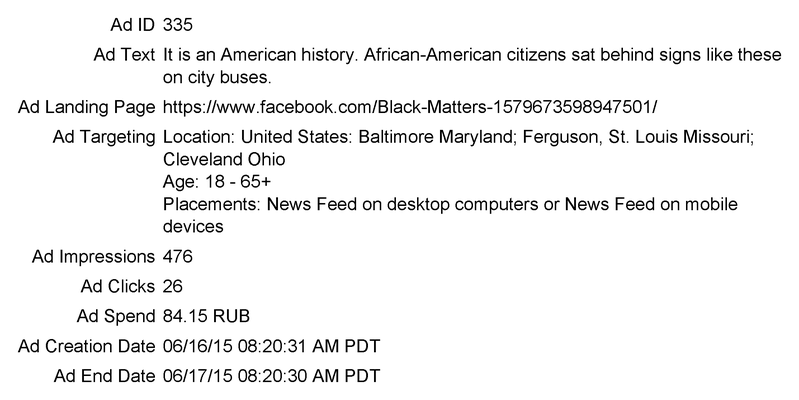 Ad ID 335
Ad Text It is an American history. African-American citizens sat behind signs like these
on city buses.
Ad Landing Page https://www.facebook.com/Black-Matters-1579673598947501/
Ad Targeting Location: United States: Baltimore Maryland; Ferguson, St. Louis Missouri;
Cleveland Ohio
Age: 18 - 65+
Placements: News Feed on desktop computers or News Feed on mobile
devices
Ad Impressions 476
Ad Clicks 26
Ad Spend 84.15 RUB
Ad Creation Date 06/16/15 08:20:31 AM PDT
Ad End Date 06/17/15 08:20:30 AM PDT